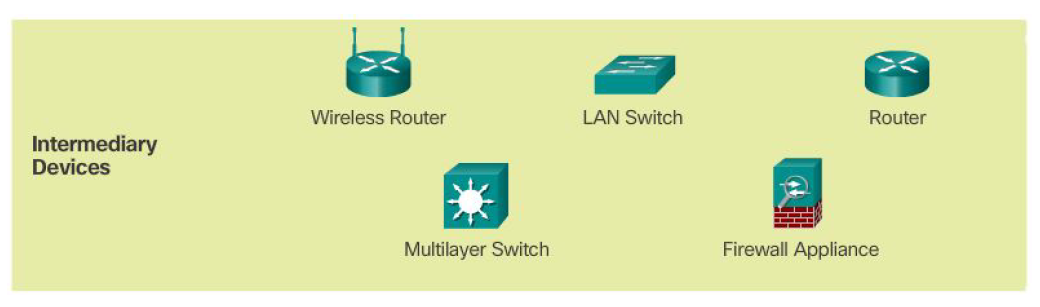 Wireless Router
LAN Switch
Router
Intermediary
Devices
Multilayer Switch
Firewall Appliance